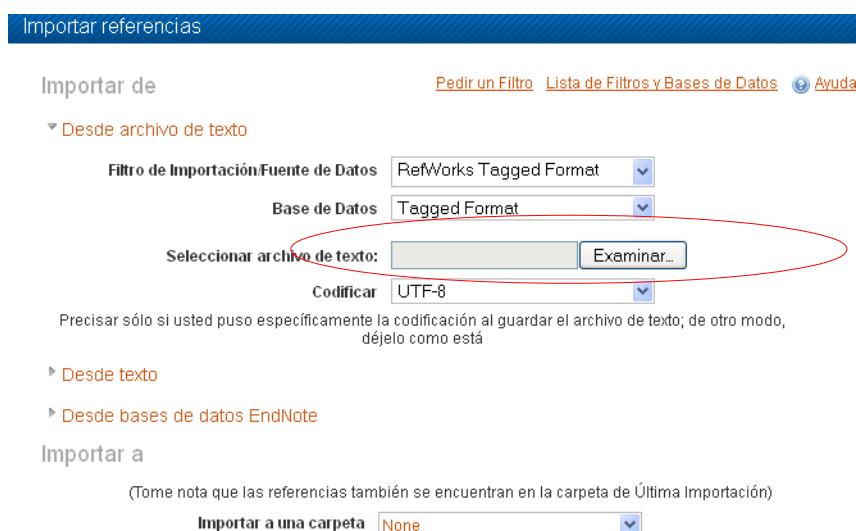 Importar referencias
Importar de
Pedir un Filtro Lista de Filtros y Bases de Datos Ayuda
Desde archivo de texto
Filtro de Importación/Fuente de Datos RefWorks Tagged Format
Base de Datos Tagged Format
Seleccionar archivo de texto: Examinar...
Codificar UTF-8
Precisar sólo si usted puso específicamente la codificación al guardar el archivo de texto; de otro modo,
déjelo como está
Desde texto
Desde bases de datos EndNote
Importar a
(Tome nota que las referencias también se encuentran en la carpeta de Última Importación)
Importar a una carpeta None